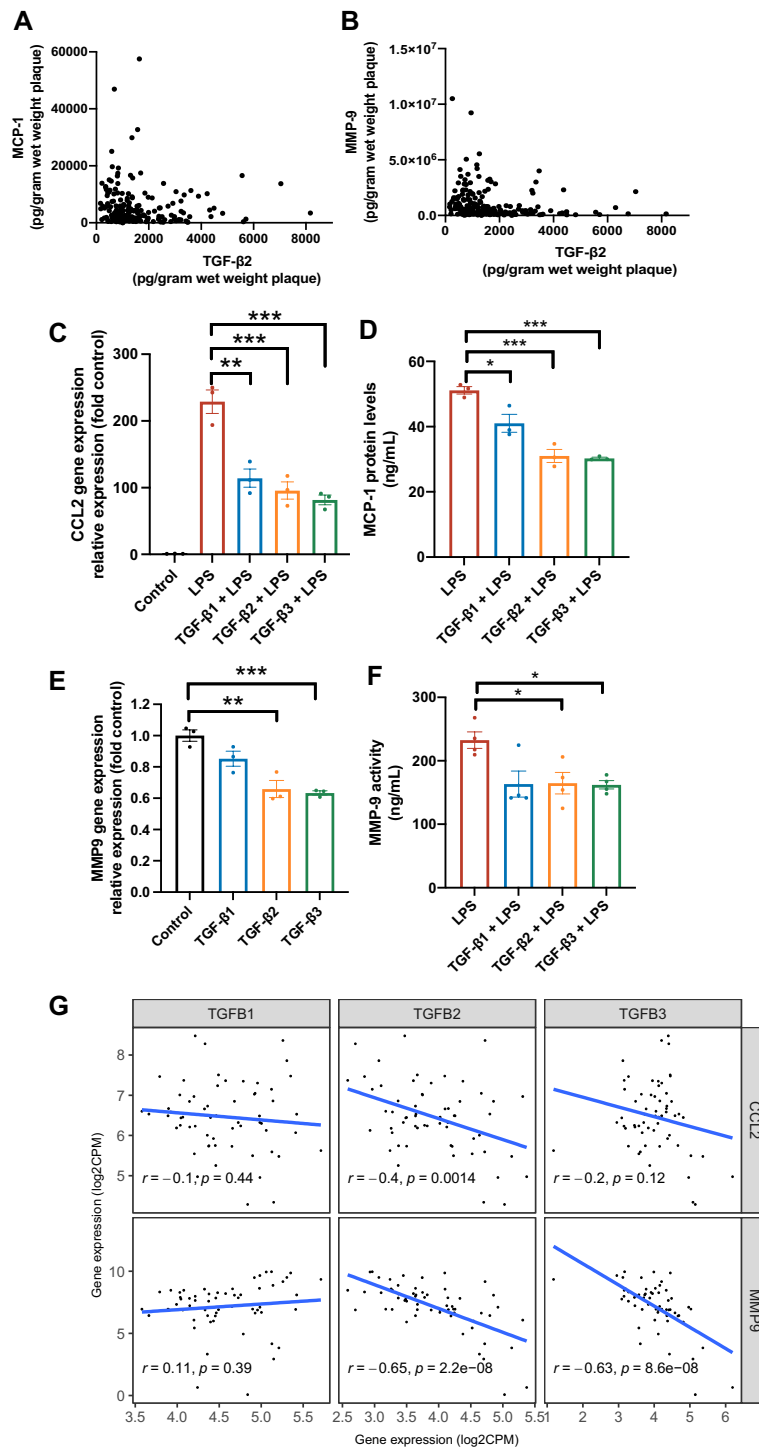 A
MCP-1
(pg/gram wet weight plaque)
60000
40000
20000
0
0 2000 4000 6000 8000
TGF-β2
(pg/gram wet weight plaque)
B
MMP-9
(pg/gram wet weight plaque)
1.5×10⁷
1.0×10⁷
5.0×10⁶
0.0
0 2000 4000 6000 8000
TGF-β2
(pg/gram wet weight plaque)
C
CCL2 gene expression
relative expression (fold control)
300
200
100
0
***
***
**
Control
LPS
TGF-β1 + LPS
TGF-β2 + LPS
TGF-β3 + LPS
D
MCP-1 protein levels
(ng/mL)
60
40
20
0
***
***
*
LPS
TGF-β1 + LPS
TGF-β2 + LPS
TGF-β3 + LPS
E
MMP9 gene expression
relative expression (fold control)
1.2
1.0
0.8
0.6
0.4
0.2
0.0
***
**
Control
TGF-β1
TGF-β2
TGF-β3
F
MMP-9 activity
(ng/mL)
300
200
100
0
*
*
LPS
TGF-β1 + LPS
TGF-β2 + LPS
TGF-β3 + LPS
G
TGFB1 TGFB2 TGFB3
Gene expression (log2CPM)
8
7
6
5
r = −0.1, p = 0.44
r = −0.4, p = 0.0014
r = −0.2, p = 0.12
CCL2
10
5
0
r = 0.11, p = 0.39
r = −0.65, p = 2.2e−08
r = −0.63, p = 8.6e−08
MMP9
3.5 4.0 4.5 5.0 5.5
2.5 3.0 3.5 4.0 4.5 5.0 5.5
1 2 3 4 5 6
Gene expression (log2CPM)